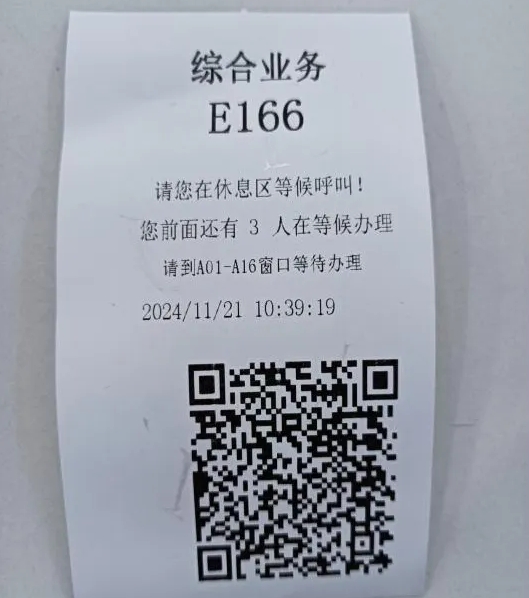 综合业务
E166
请您在休息区等候呼叫!
您前面还有 3 人在等候办理
请到A01-A16窗口等待办理
2024/11/21 10:39:19